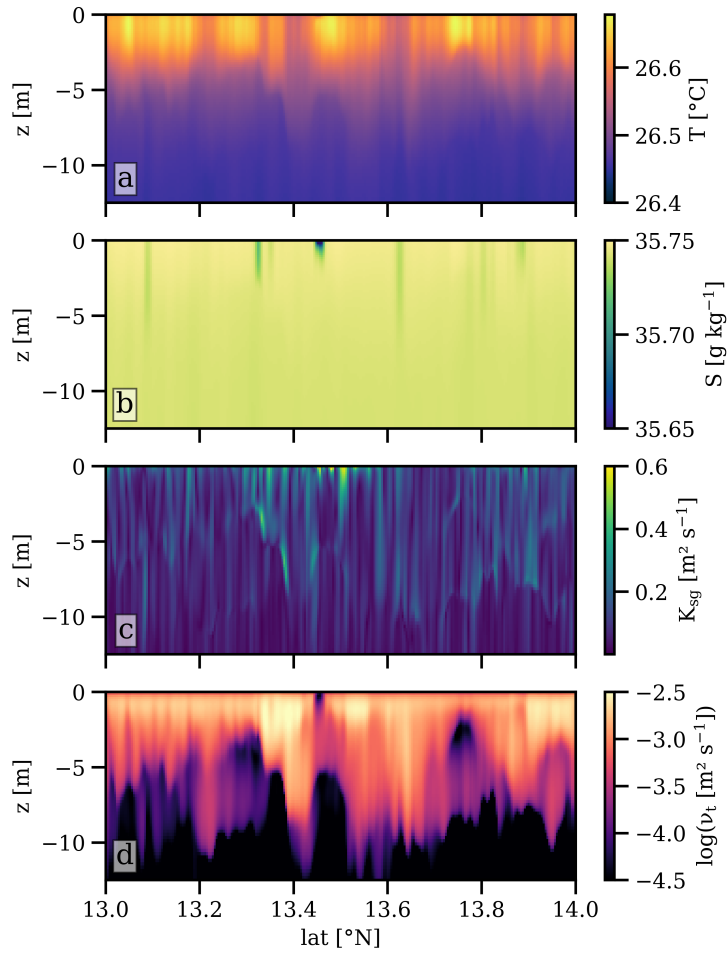 0
−5
−10
z [m]
a
26.6
26.5
26.4
T [°C]
0
−5
−10
z [m]
b
35.75
35.70
35.65
S [g kg⁻¹]
0
−5
−10
z [m]
c
0.6
0.4
0.2
Ksg [m² s⁻¹]
0
−5
−10
z [m]
d
−2.5
−3.0
−3.5
−4.0
−4.5
log(νt [m² s⁻¹])
13.0 13.2 13.4 13.6 13.8 14.0
lat [°N]